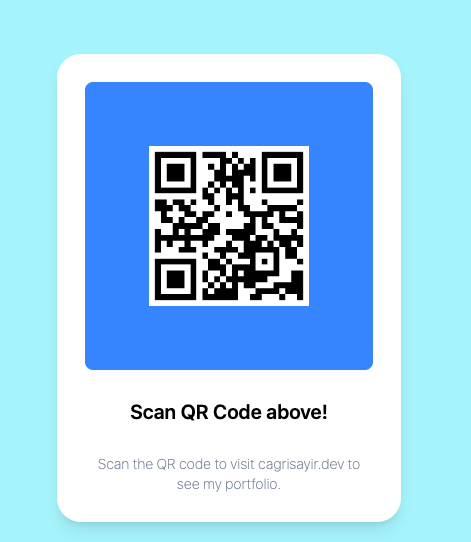 Scan QR Code above!
Scan the QR code to visit cagrisayir.dev to
see my portfolio.